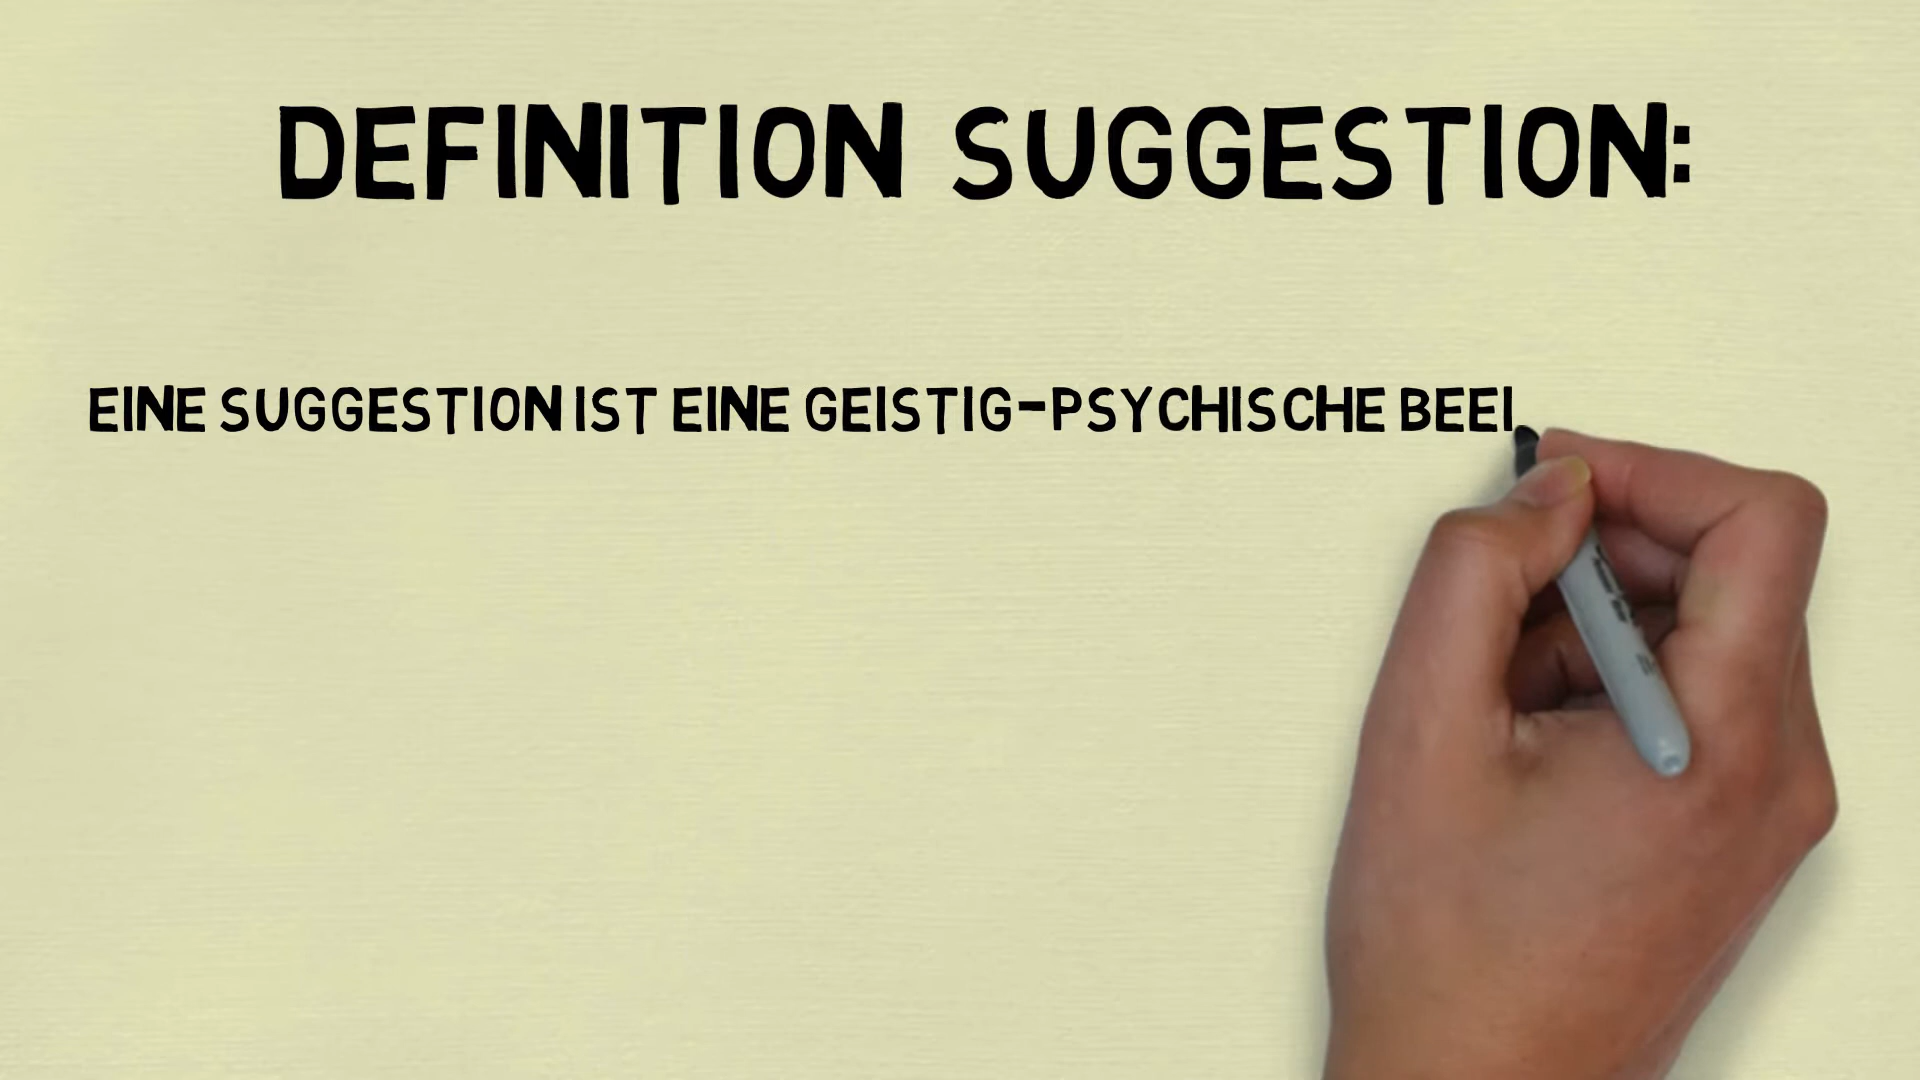 DEFINITION SUGGESTION:
EINE SUGGESTION IST EINE GEISTIG-PSYCHISCHE BEEI